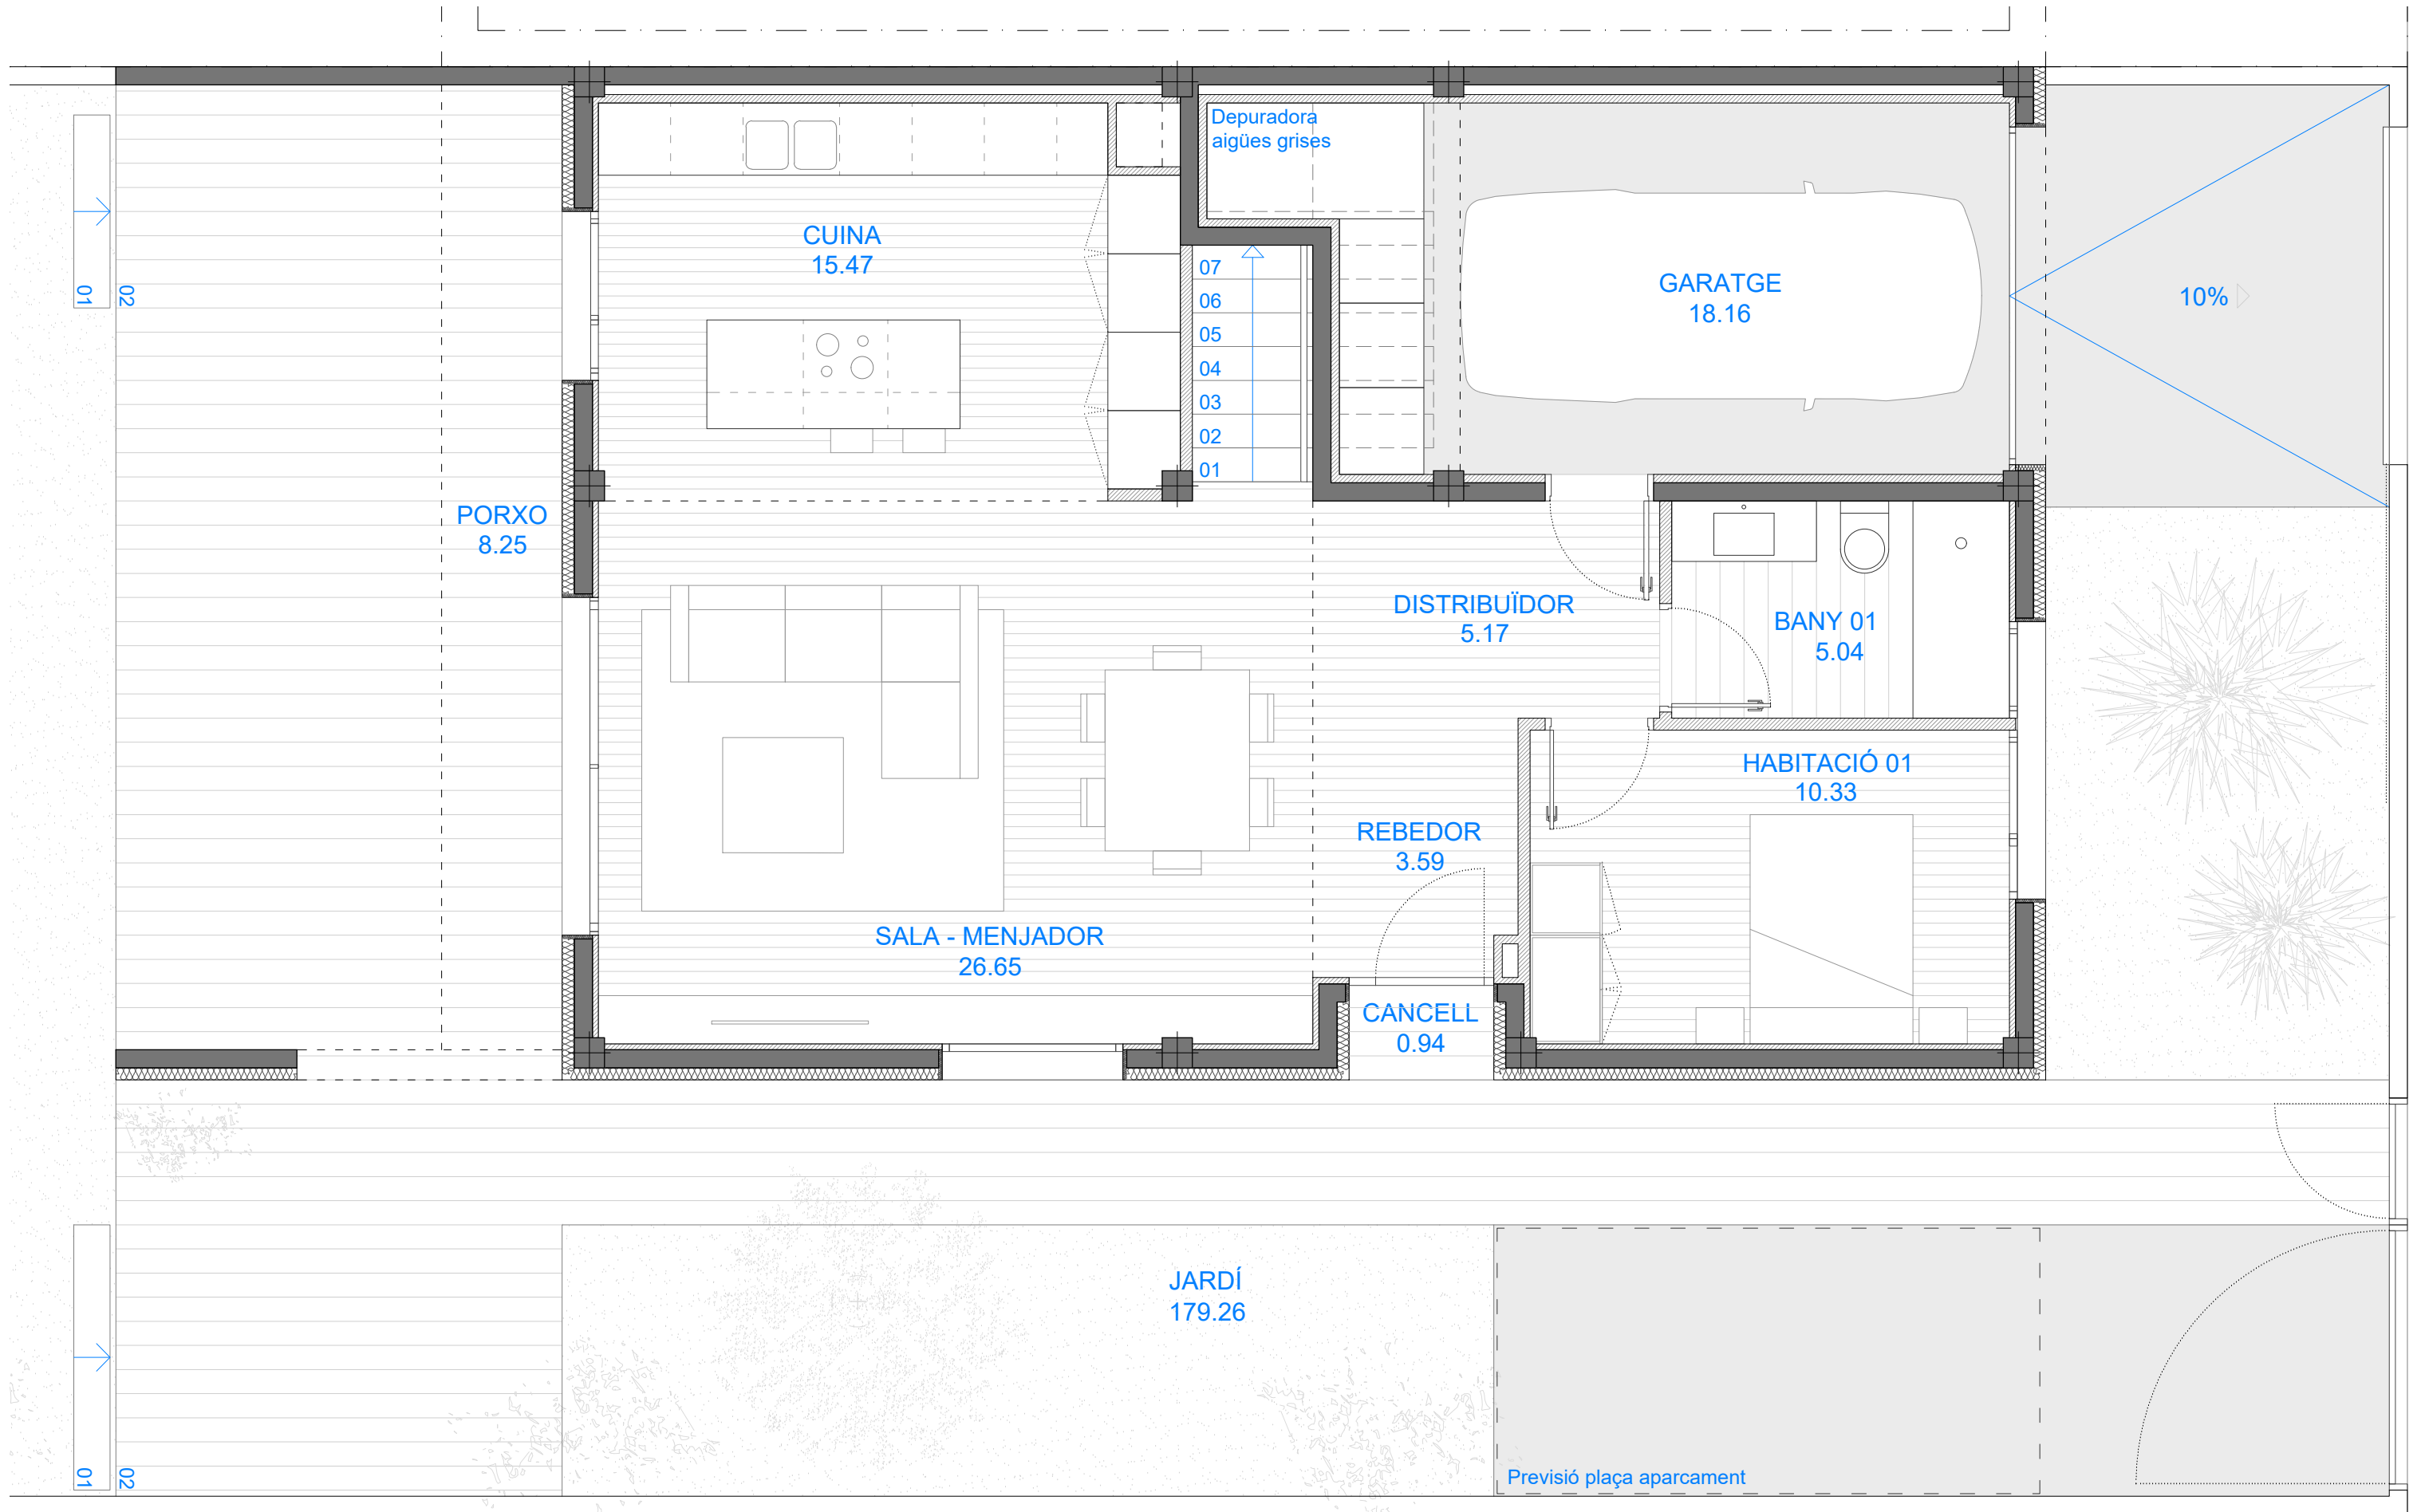 Depuradora
aigües grises
CUINA
15.47
07
06
05
04
03
02
01
GARATGE
18.16
10%
01
02
PORXO
8.25
DISTRIBUÏDOR
5.17
BANY 01
5.04
HABITACIÓ 01
10.33
REBEDOR
3.59
SALA - MENJADOR
26.65
CANCELL
0.94
JARDÍ
179.26
01
02
Previsió plaça aparcament